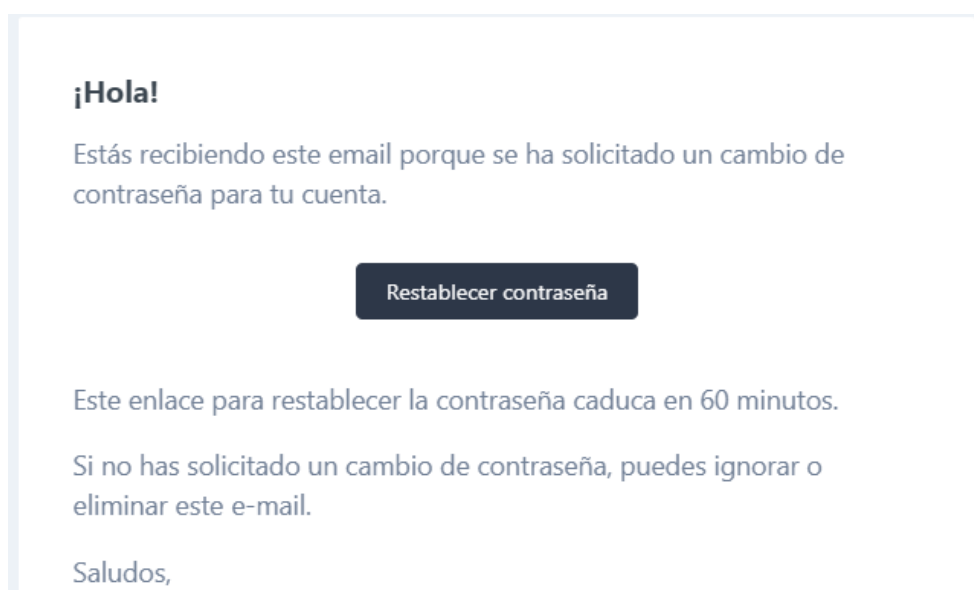 ¡Hola!
Estás recibiendo este email porque se ha solicitado un cambio de
contraseña para tu cuenta.
Restablecer contraseña
Este enlace para restablecer la contraseña caduca en 60 minutos.
Si no has solicitado un cambio de contraseña, puedes ignorar o
eliminar este e-mail.
Saludos,